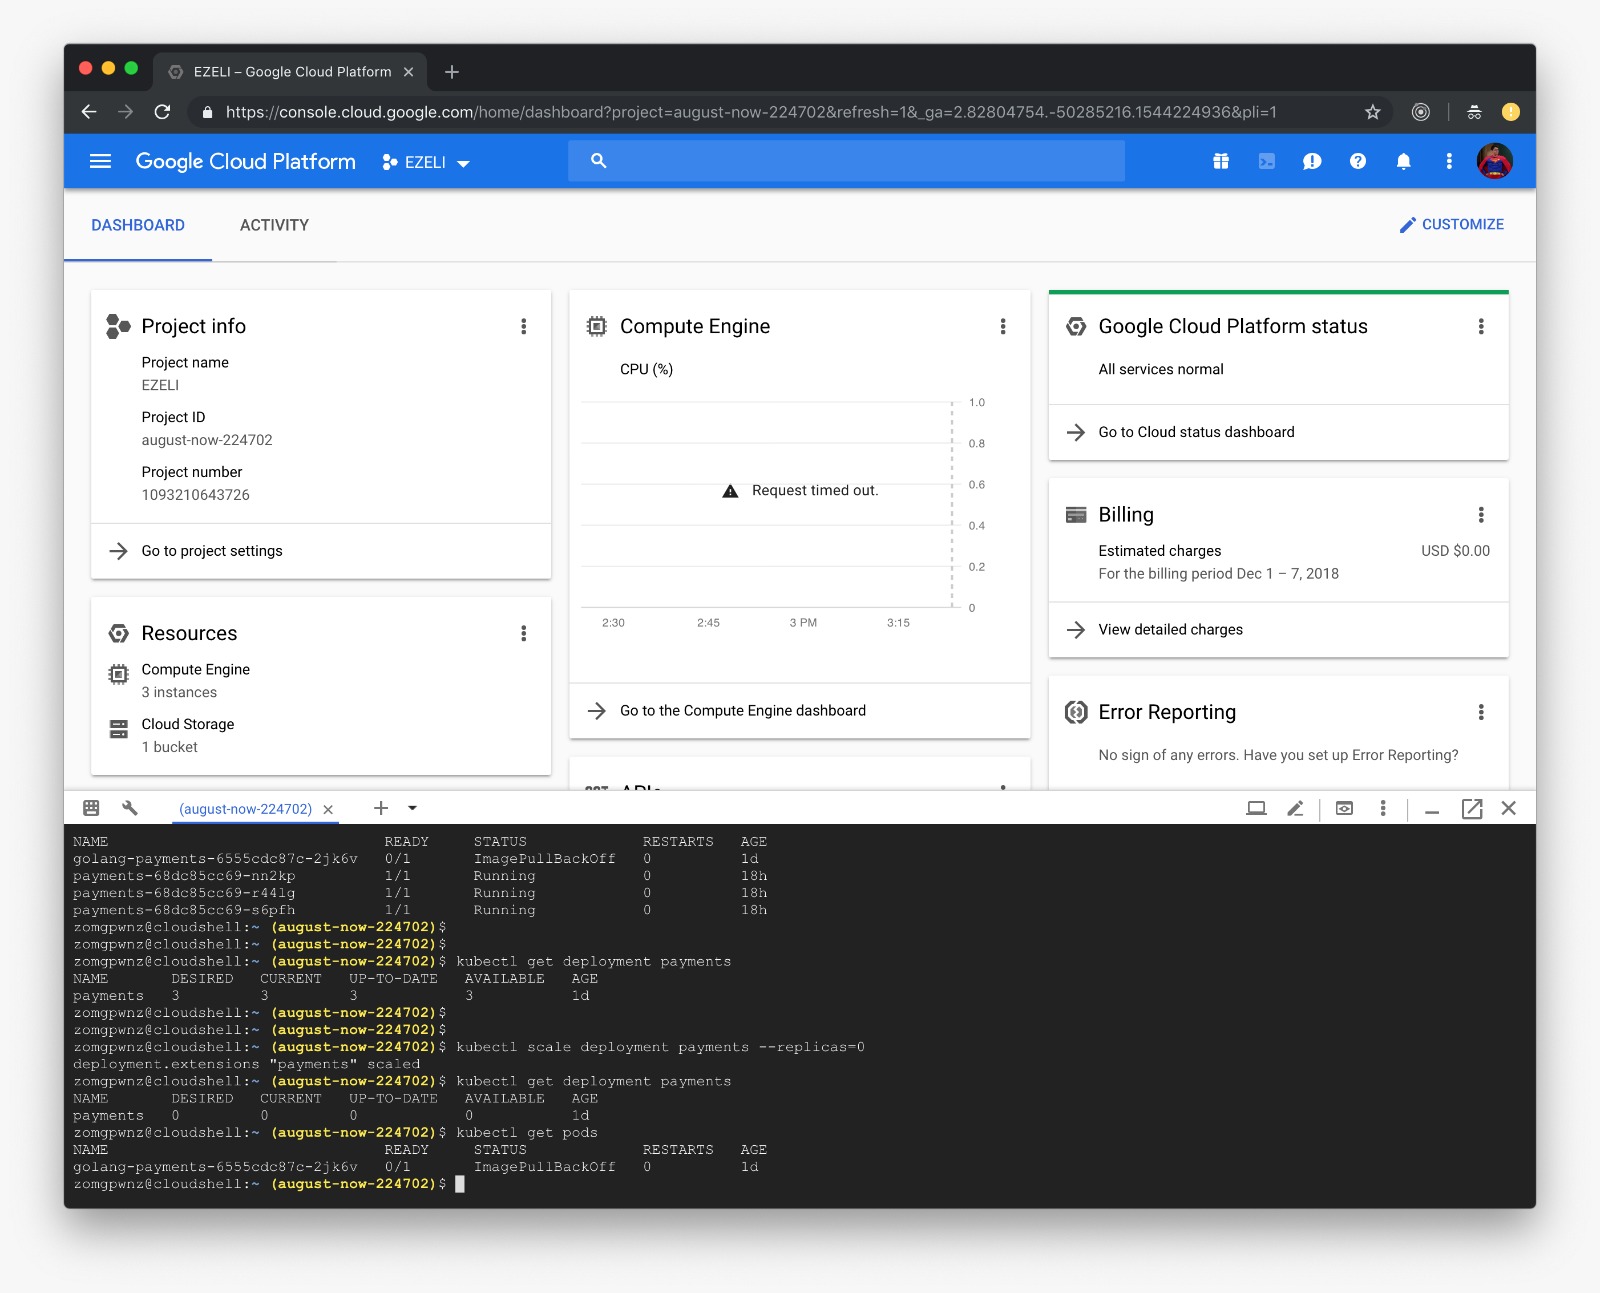 EZELI – Google Cloud Platform
https://console.cloud.google.com/home/dashboard?project=august-now-224702&refresh=1&_ga=2.82804754.-50285216.1544224936&pli=1
Google Cloud Platform EZELI
DASHBOARD ACTIVITY CUSTOMIZE
Project info
Project name
EZELI
Project ID
august-now-224702
Project number
1093210643726
Go to project settings
Resources
Compute Engine
3 instances
Cloud Storage
1 bucket
Compute Engine
CPU (%)
1.0
0.8
0.6
Request timed out.
0.4
0.2
0
2:30 2:45 3 PM 3:15
Go to the Compute Engine dashboard
APIs
Google Cloud Platform status
All services normal
Go to Cloud status dashboard
Billing
Estimated charges USD $0.00
For the billing period Dec 1 – 7, 2018
View detailed charges
Error Reporting
No sign of any errors. Have you set up Error Reporting?
(august-now-224702)
NAME READY STATUS RESTARTS AGE
golang-payments-6555cdc87c-2jk6v 0/1 ImagePullBackOff 0 1d
payments-68dc85cc69-nn2kp 1/1 Running 0 18h
payments-68dc85cc69-r44lg 1/1 Running 0 18h
payments-68dc85cc69-s6pfh 1/1 Running 0 18h
zomgpwnz@cloudshell:~ (august-now-224702)$
zomgpwnz@cloudshell:~ (august-now-224702)$
zomgpwnz@cloudshell:~ (august-now-224702)$ kubectl get deployment payments
NAME DESIRED CURRENT UP-TO-DATE AVAILABLE AGE
payments 3 3 3 3 1d
zomgpwnz@cloudshell:~ (august-now-224702)$
zomgpwnz@cloudshell:~ (august-now-224702)$
zomgpwnz@cloudshell:~ (august-now-224702)$ kubectl scale deployment payments --replicas=0
deployment.extensions "payments" scaled
zomgpwnz@cloudshell:~ (august-now-224702)$ kubectl get deployment payments
NAME DESIRED CURRENT UP-TO-DATE AVAILABLE AGE
payments 0 0 0 0 1d
zomgpwnz@cloudshell:~ (august-now-224702)$ kubectl get pods
NAME READY STATUS RESTARTS AGE
golang-payments-6555cdc87c-2jk6v 0/1 ImagePullBackOff 0 1d
zomgpwnz@cloudshell:~ (august-now-224702)$